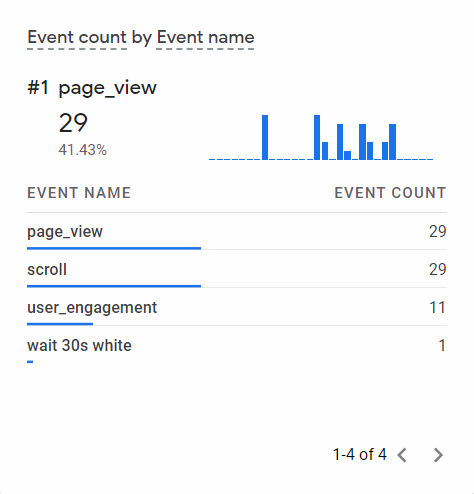 Event count by Event name
#1 page_view
29
41.43%
EVENT NAME EVENT COUNT
page_view 29
scroll 29
user_engagement 11
wait 30s white 1
1-4 of 4